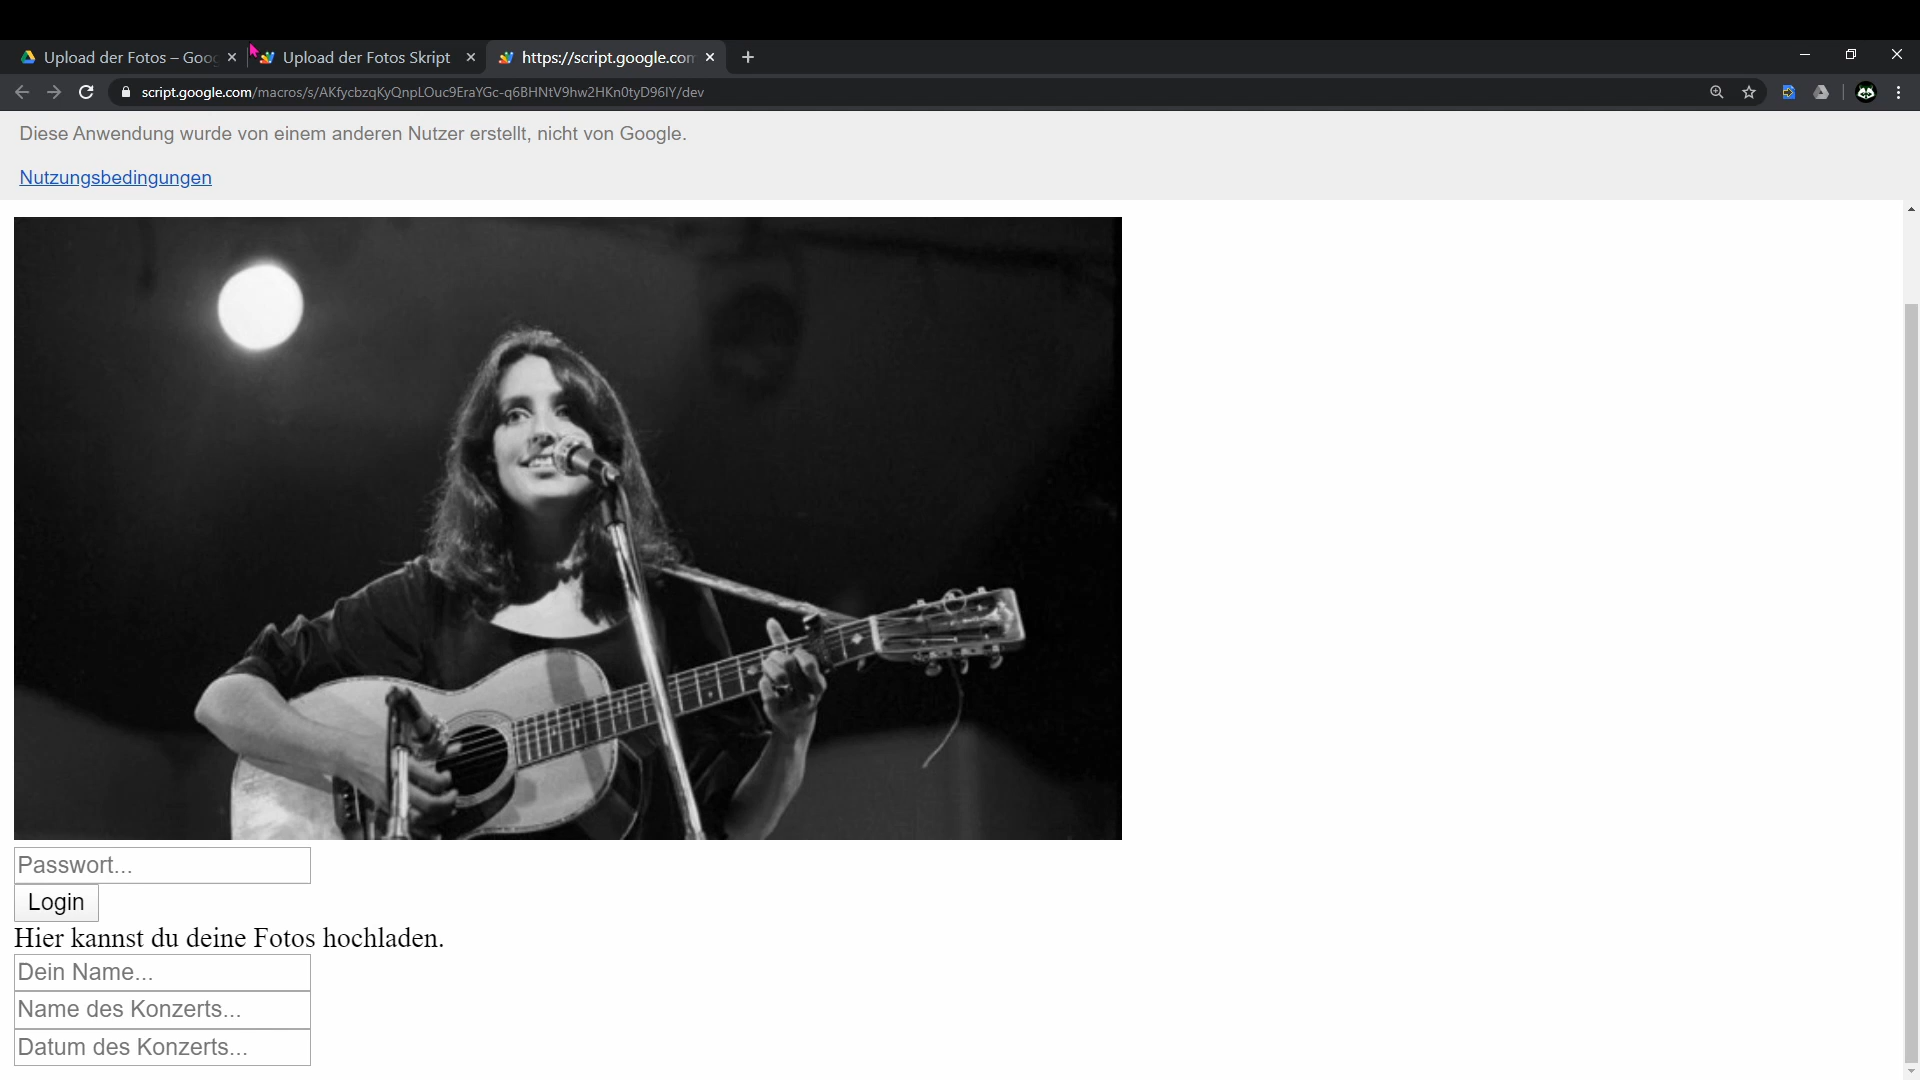 Upload der Fotos – Goog
Upload der Fotos Skript
https://script.google.com
script.google.com/macros/s/AKfycbzqKyQnpLOuc9EraYGc-q6BHNtV9hw2HKn0tyD96lY/dev
Diese Anwendung wurde von einem anderen Nutzer erstellt, nicht von Google.
Nutzungsbedingungen
Passwort...
Login
Hier kannst du deine Fotos hochladen.
Dein Name...
Name des Konzerts...
Datum des Konzerts...